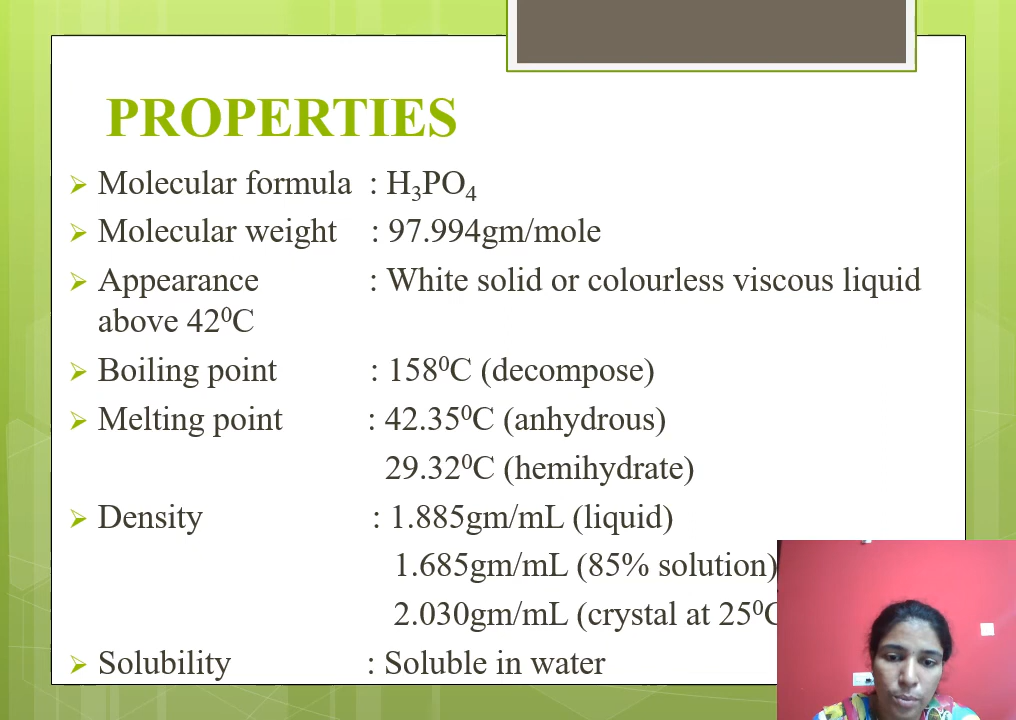 PROPERTIES
Molecular formula : H₃PO₄
Molecular weight : 97.994gm/mole
Appearance : White solid or colourless viscous liquid
above 42⁰C
Boiling point : 158⁰C (decompose)
Melting point : 42.35⁰C (anhydrous)
29.32⁰C (hemihydrate)
Density : 1.885gm/mL (liquid)
1.685gm/mL (85% solution)
2.030gm/mL (crystal at 25⁰C
Solubility : Soluble in water